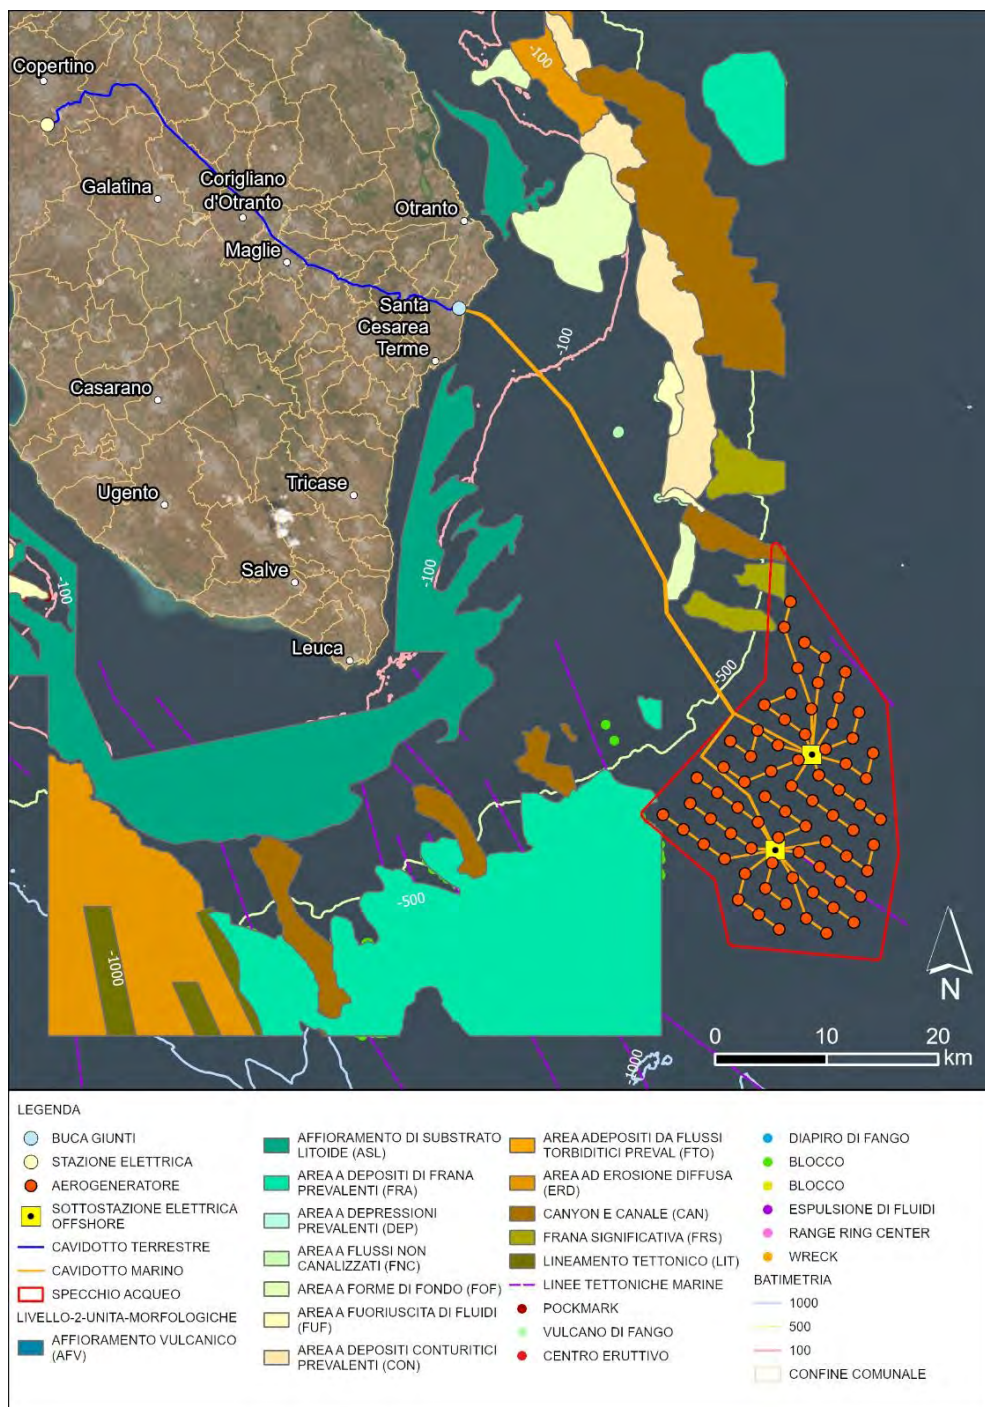 -100
Copertino
Galatina
Corigliano
d'Otranto
Otranto
Maglie
Santa
Cesarea
Terme
-100
Casarano
Ugento
Tricase
-100
Salve
-100
Leuca
-500
-500
-1000
-1000
N
0 10 20
km
LEGENDA
BUCA GIUNTI
STAZIONE ELETTRICA
AEROGENERATORE
SOTTOSTAZIONE ELETTRICA
OFFSHORE
CAVIDOTTO TERRESTRE
CAVIDOTTO MARINO
SPECCHIO ACQUEO
LIVELLO-2-UNITA-MORFOLOGICHE
AFFIORAMENTO VULCANICO
(AFV)
AFFIORAMENTO DI SUBSTRATO
LITOIDE (ASL)
AREA A DEPOSITI DI FRANA
PREVALENTI (FRA)
AREA A DEPRESSIONI
PREVALENTI (DEP)
AREA A FLUSSI NON
CANALIZZATI (FNC)
AREA A FORME DI FONDO (FOF)
AREA A FUORIUSCITA DI FLUIDI
(FUF)
AREA A DEPOSITI CONTURITICI
PREVALENTI (CON)
AREA ADEPOSITI DA FLUSSI
TORBIDITICI PREVAL (FTO)
AREA AD EROSIONE DIFFUSA
(ERD)
CANYON E CANALE (CAN)
FRANA SIGNIFICATIVA (FRS)
LINEAMENTO TETTONICO (LIT)
LINEE TETTONICHE MARINE
POCKMARK
VULCANO DI FANGO
CENTRO ERUTTIVO
DIAPIRO DI FANGO
BLOCCO
BLOCCO
ESPULSIONE DI FLUIDI
RANGE RING CENTER
WRECK
BATIMETRIA
1000
500
100
CONFINE COMUNALE